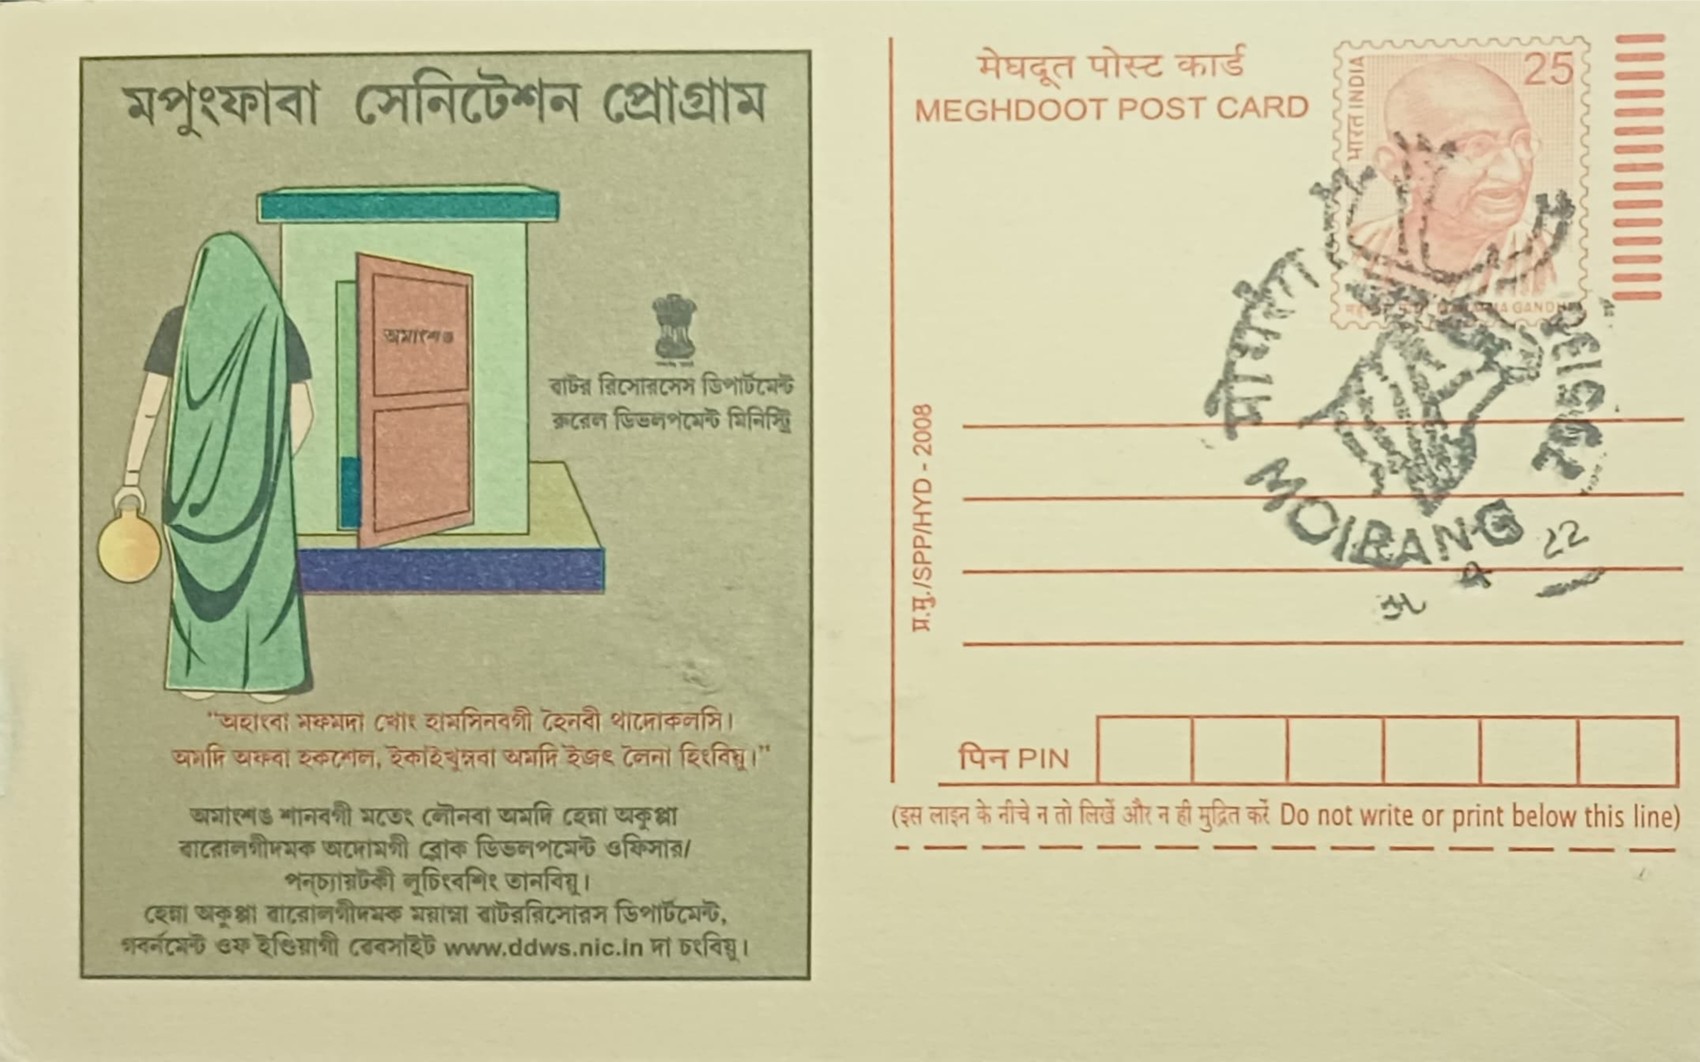 মপুংফাবা সেনিটেশন প্রোগ্রাম
অমাংশেঙ
ৱাটর রিসোরসেস ডিপার্টমেন্ট
রুরেল ডিভলপমেন্ট মিনিস্ট্রি
"অহাংবা মফমদা খোং হামসিনবগী হৈনবী থাদোকলসি।
অমদি অফবা হকশেল, ইকাইখুম্নবা অমদি ইজৎ লৈনা হিংবিয়ু।"
অমাংশেঙ শানবগী মতেং লৌনবা অমদি হেন্না অকুপ্পা
ৱারোলগীদমক অদোমগী ব্লোক ডিভলপমেন্ট ওফিসার/
পন্চ্যায়টকী লুচিংবশিং তানবিয়ু।
হেন্না অকুপ্পা ৱারোলগীদমক ময়াম্না ৱাটররিসোরস ডিপার্টমেন্ট,
গবর্নমেন্ট ওফ ইণ্ডিয়াগী ৱেবসাইট www.ddws.nic.in দা চংবিয়ু।
मेघदूत पोस्ट कार्ड
MEGHDOOT POST CARD
भारत INDIA
25
MAHATMA GANDHI
मोयरांग
MOIRANG
795133
22
प्र.मु./SPP/HYD - 2008
पिन PIN
(इस लाइन के नीचे न तो लिखें और न ही मुद्रित करें Do not write or print below this line)